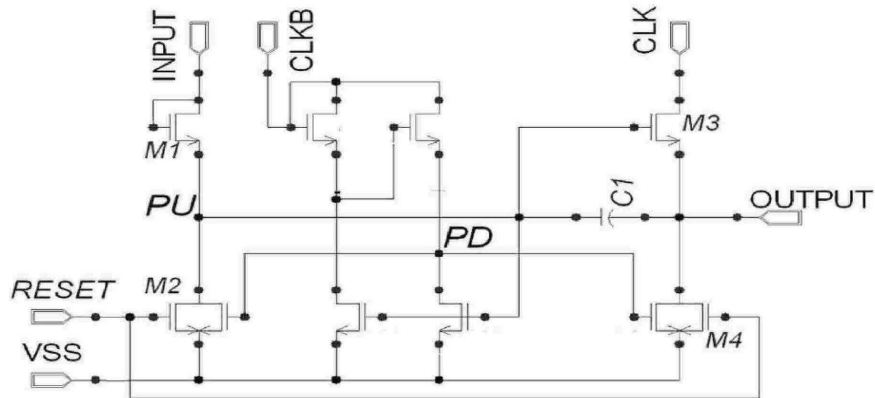 INPUT
CLKB
CLK
M1
M3
PU
C1
OUTPUT
PD
M2
RESET
M4
VSS